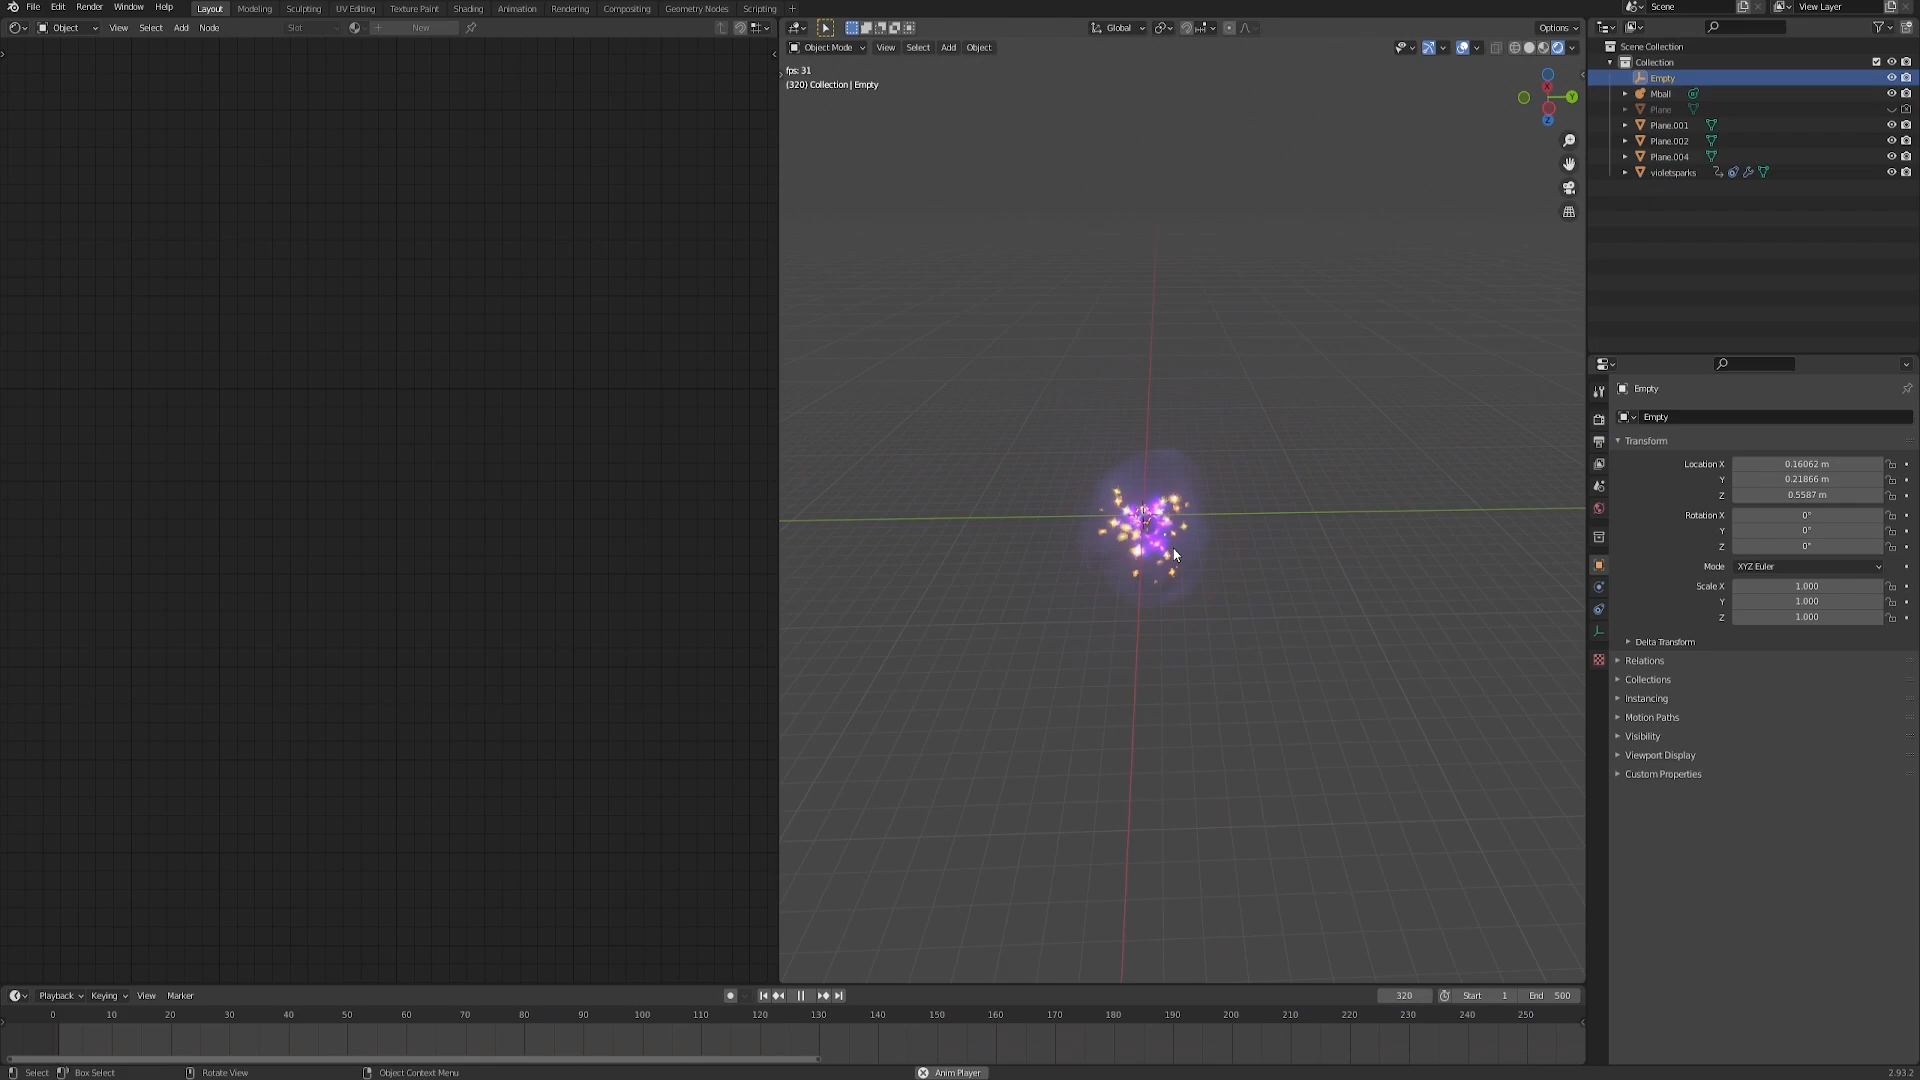 File Edit Render Window Help Layout Modeling Sculpting UV Editing Texture Paint Shading Animation Rendering Compositing Geometry Nodes Scripting + Scene View Layer
Object View Select Add Node Slot New Global Options
Object Mode View Select Add Object
fps: 31
(320) Collection | Empty
X
Y
Z
Scene Collection
Collection
Empty
Mball
Plane
Plane.001
Plane.002
Plane.004
violetsparks
Empty
Empty
Transform
Location X 0.16062 m
Y 0.21866 m
Z 0.5587 m
Rotation X 0°
Y 0°
Z 0°
Mode XYZ Euler
Scale X 1.000
Y 1.000
Z 1.000
Delta Transform
Relations
Collections
Instancing
Motion Paths
Visibility
Viewport Display
Custom Properties
Playback Keying View Marker 320 Start 1 End 500
0 10 20 30 40 50 60 70 80 90 100 110 120 130 140 150 160 170 180 190 200 210 220 230 240 250
Select Box Select Rotate View Object Context Menu Anim Player 2.93.2